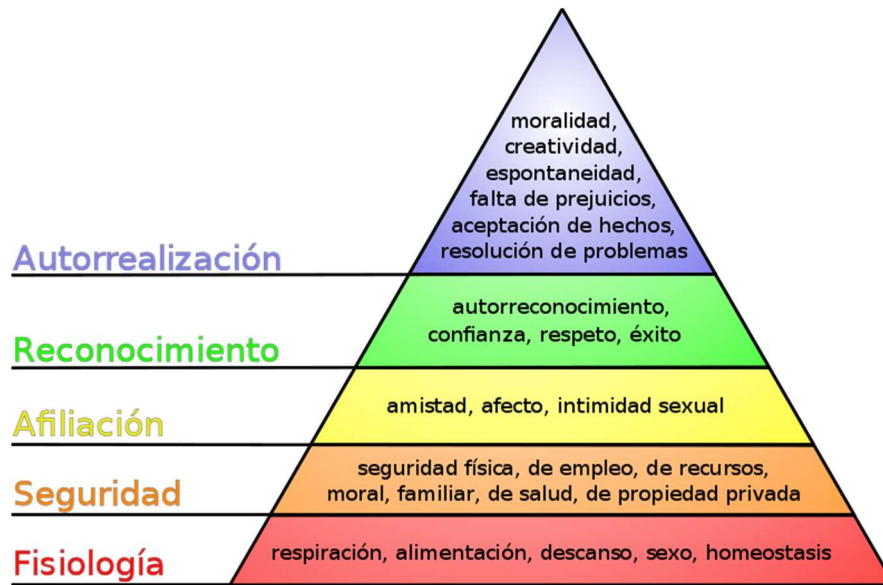 moralidad,
creatividad,
espontaneidad,
falta de prejuicios,
aceptación de hechos,
resolución de problemas
Autorrealización
autorreconocimiento,
confianza, respeto, éxito
Reconocimiento
amistad, afecto, intimidad sexual
Afiliación
seguridad física, de empleo, de recursos,
moral, familiar, de salud, de propiedad privada
Seguridad
respiración, alimentación, descanso, sexo, homeostasis
Fisiología